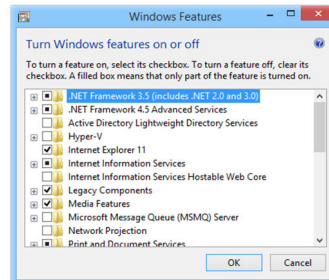 Windows Features
Turn Windows features on or off
To turn a feature on, select its checkbox. To turn a feature off, clear its
checkbox. A filled box means that only part of the feature is turned on.
.NET Framework 3.5 (includes .NET 2.0 and 3.0)
.NET Framework 4.5 Advanced Services
Active Directory Lightweight Directory Services
Hyper-V
Internet Explorer 11
Internet Information Services
Internet Information Services Hostable Web Core
Legacy Components
Media Features
Microsoft Message Queue (MSMQ) Server
Network Projection
Print and Document Services
OK
Cancel